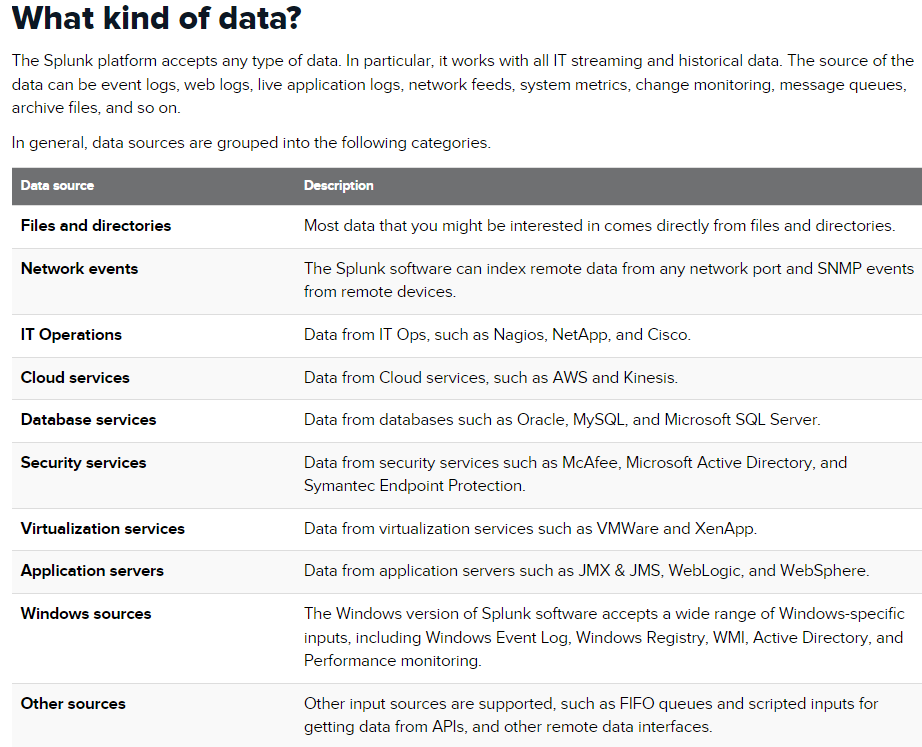 What kind of data?
The Splunk platform accepts any type of data. In particular, it works with all IT streaming and historical data. The source of the
data can be event logs, web logs, live application logs, network feeds, system metrics, change monitoring, message queues,
archive files, and so on.
In general, data sources are grouped into the following categories.
Data source Description
Files and directories Most data that you might be interested in comes directly from files and directories.
Network events The Splunk software can index remote data from any network port and SNMP events
from remote devices.
IT Operations Data from IT Ops, such as Nagios, NetApp, and Cisco.
Cloud services Data from Cloud services, such as AWS and Kinesis.
Database services Data from databases such as Oracle, MySQL, and Microsoft SQL Server.
Security services Data from security services such as McAfee, Microsoft Active Directory, and
Symantec Endpoint Protection.
Virtualization services Data from virtualization services such as VMWare and XenApp.
Application servers Data from application servers such as JMX & JMS, WebLogic, and WebSphere.
Windows sources The Windows version of Splunk software accepts a wide range of Windows-specific
inputs, including Windows Event Log, Windows Registry, WMI, Active Directory, and
Performance monitoring.
Other sources Other input sources are supported, such as FIFO queues and scripted inputs for
getting data from APIs, and other remote data interfaces.